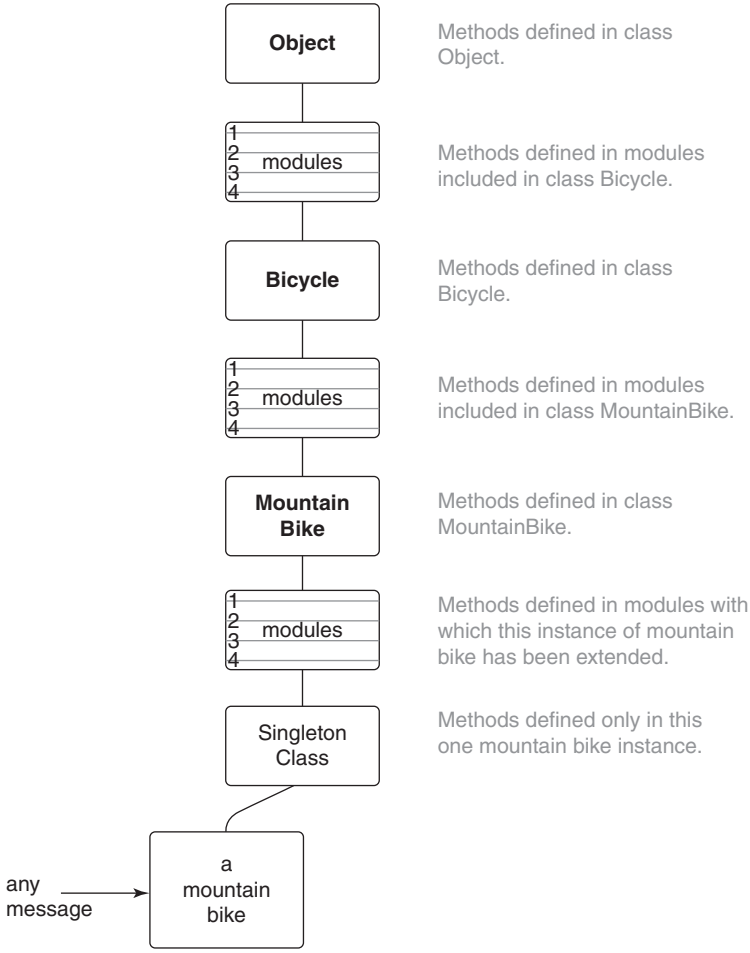 Object
Methods defined in class
Object.
1
2
3
4
modules
Methods defined in modules
included in class Bicycle.
Bicycle
Methods defined in class
Bicycle.
1
2
3
4
modules
Methods defined in modules
included in class MountainBike.
Mountain
Bike
Methods defined in class
MountainBike.
1
2
3
4
modules
Methods defined in modules with
which this instance of mountain
bike has been extended.
Singleton
Class
Methods defined only in this
one mountain bike instance.
any
message
a
mountain
bike